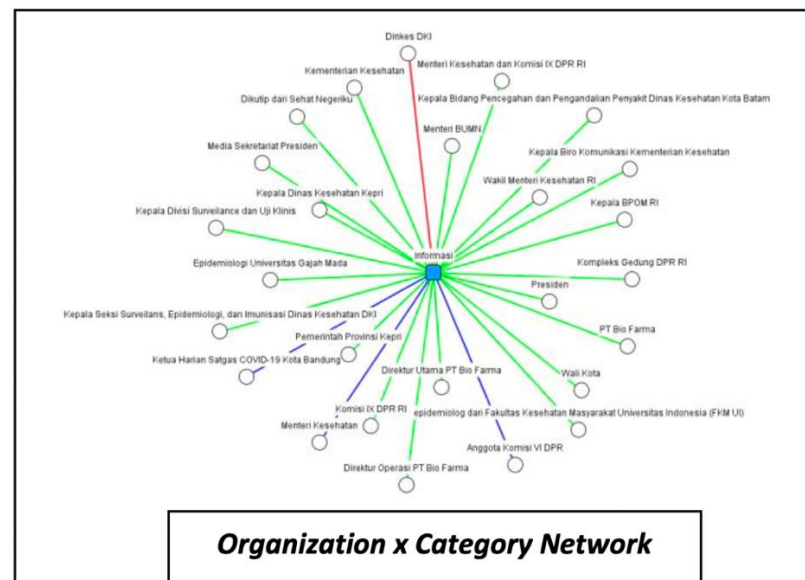 Dinkes DKI
Menteri Kesehatan dan Komisi IX DPR RI
Kementerian Kesehatan
Kepala Bidang Pencegahan dan Pengandalian Penyakit Dinas Kesehatan Kota Batam
Dikutip dari Sehat Negeriku
Menteri BUMN
Media Sekretariat Presiden
Kepala Biro Komunikasi Kementerian Kesehatan
Wakil Menteri Kesehatan RI
Kepala Dinas Kesehatan Kepri
Kepala Divisi Surveilance dan Uji Klinis
Kepala BPOM RI
Informasi
Epidemiologi Universitas Gajah Mada
Kompleks Gedung DPR RI
Presiden
Kepala Seksi Surveilans, Epidemiologi, dan Imunisasi Dinas Kesehatan DKI
PT Bio Farma
Pemerintah Provinsi Kepri
Ketua Harian Satgas COVID-19 Kota Bandung
Direktur Utama PT Bio Farma
Wali Kota
Komisi IX DPR RI
epidemiolog dari Fakultas Kesehatan Masyarakat Universitas Indonesia (FKM UI)
Menteri Kesehatan
Anggota Komisi VI DPR
Direktur Operasi PT Bio Farma
Organization x Category Network